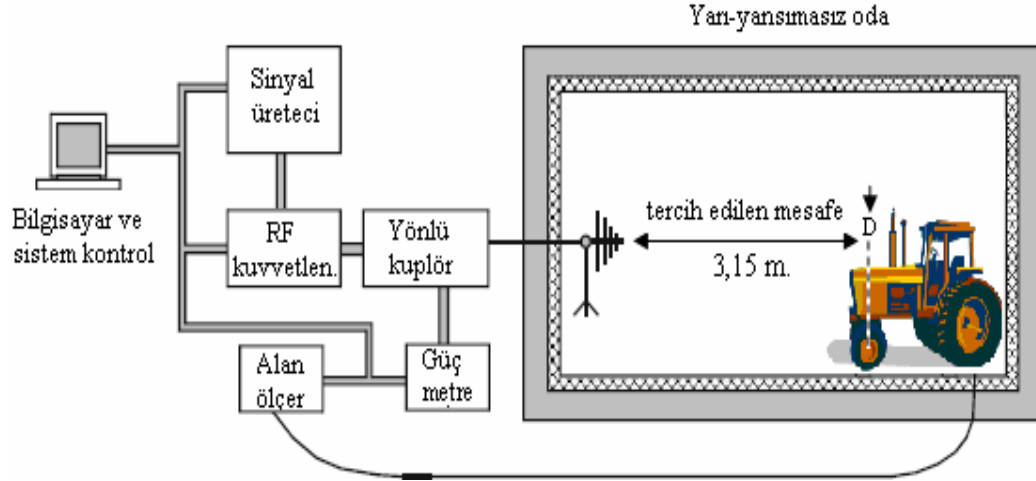 Yarı-yansımasız oda
Sinyal
üreteci
Bilgisayar ve
sistem kontrol
RF
kuvvetlen.
Yönlü
kuplör
tercih edilen mesafe
3,15 m.
D
Alan
ölçer
Güç
metre